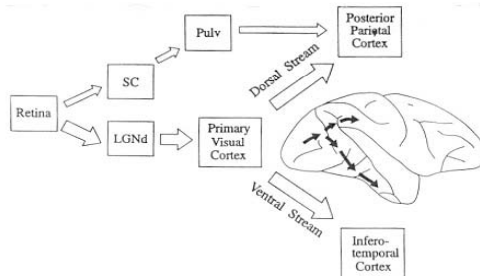 Pulv
Posterior
Parietal
Cortex
SC
Dorsal Stream
Retina
LGNd
Primary
Visual
Cortex
Ventral Stream
Infero-
temporal
Cortex